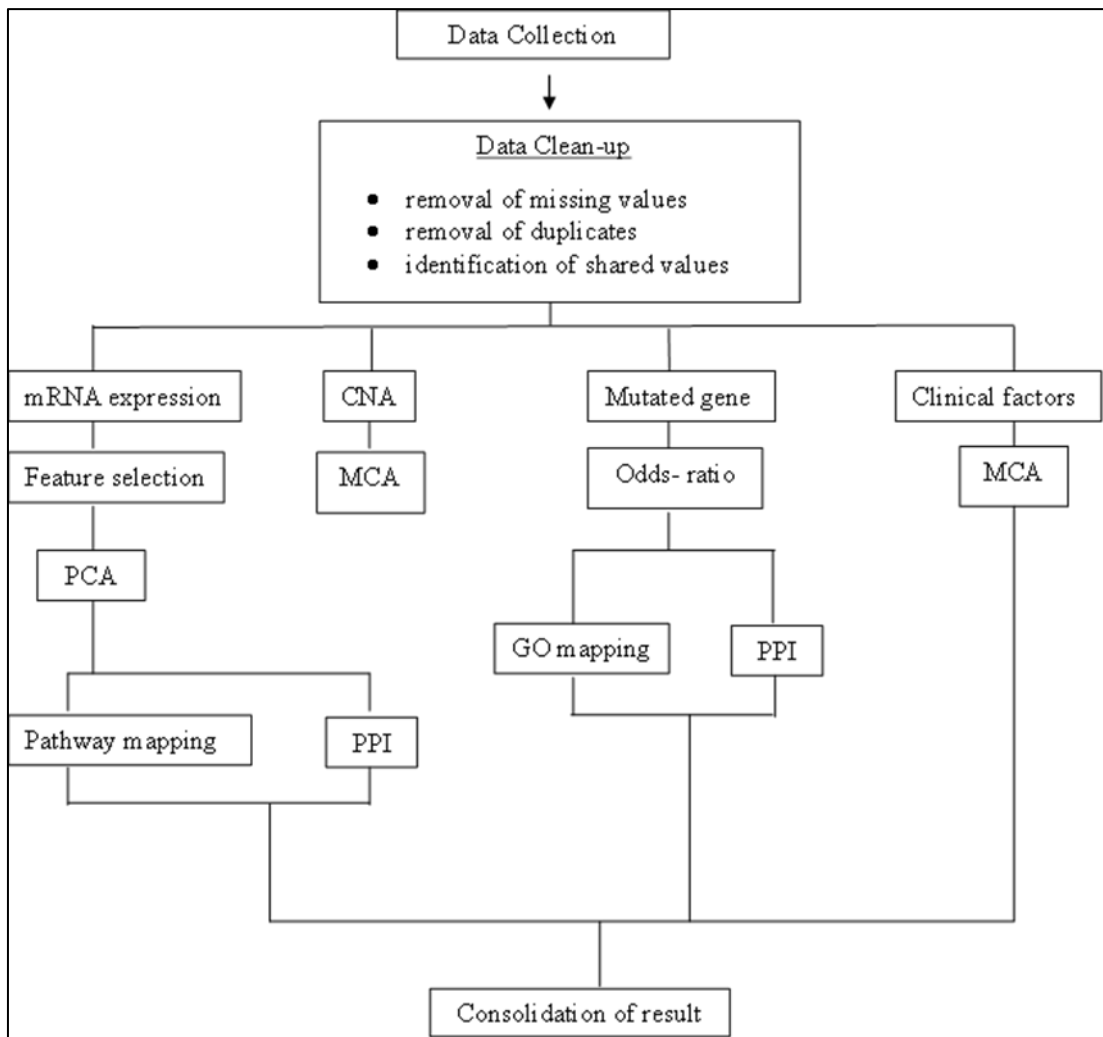 Data Collection
Data Clean-up
• removal of missing values
• removal of duplicates
• identification of shared values
mRNA expression
CNA
Mutated gene
Clinical factors
Feature selection
MCA
Odds- ratio
MCA
PCA
GO mapping
PPI
Pathway mapping
PPI
Consolidation of result